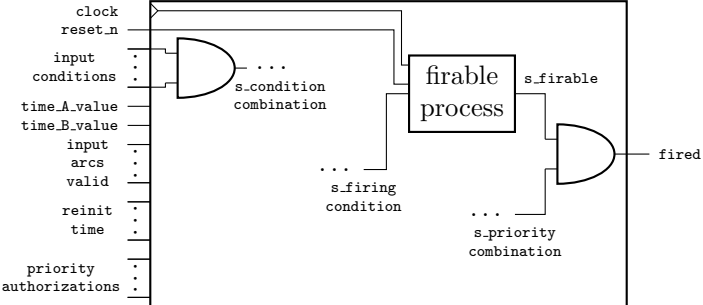 clock
reset_n
input
conditions
time_A_value
time_B_value
input
arcs
valid
reinit
time
priority
authorizations
s_condition
combination
firable
process
s_firable
s_firing
condition
s_priority
combination
fired